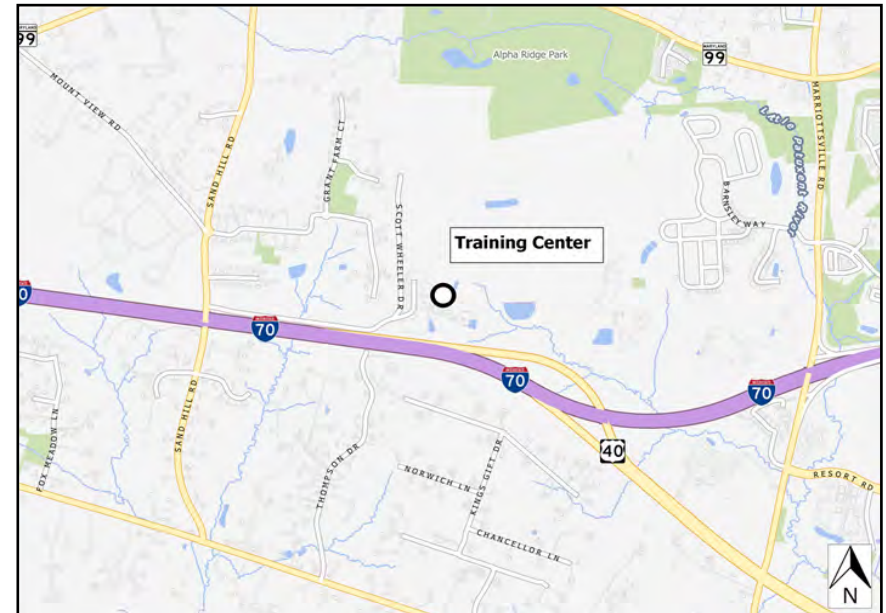 99
Alpha Ridge Park
MARYLAND
99
MOUNT VIEW RD
SAND HILL RD
GRANT FARM CT
HARRIOTTSVILLE RD
Little Patuxent River
SCOTT WHEELER DR
BARNSLEY WAY
Training Center
0
70
70
70
SAND HILL RD
40
FOX MEADOW LN
THOMPSON DR
NORWICH LN
KINGS GIFT DR
RESORT RD
CHANCELLOR LN
N